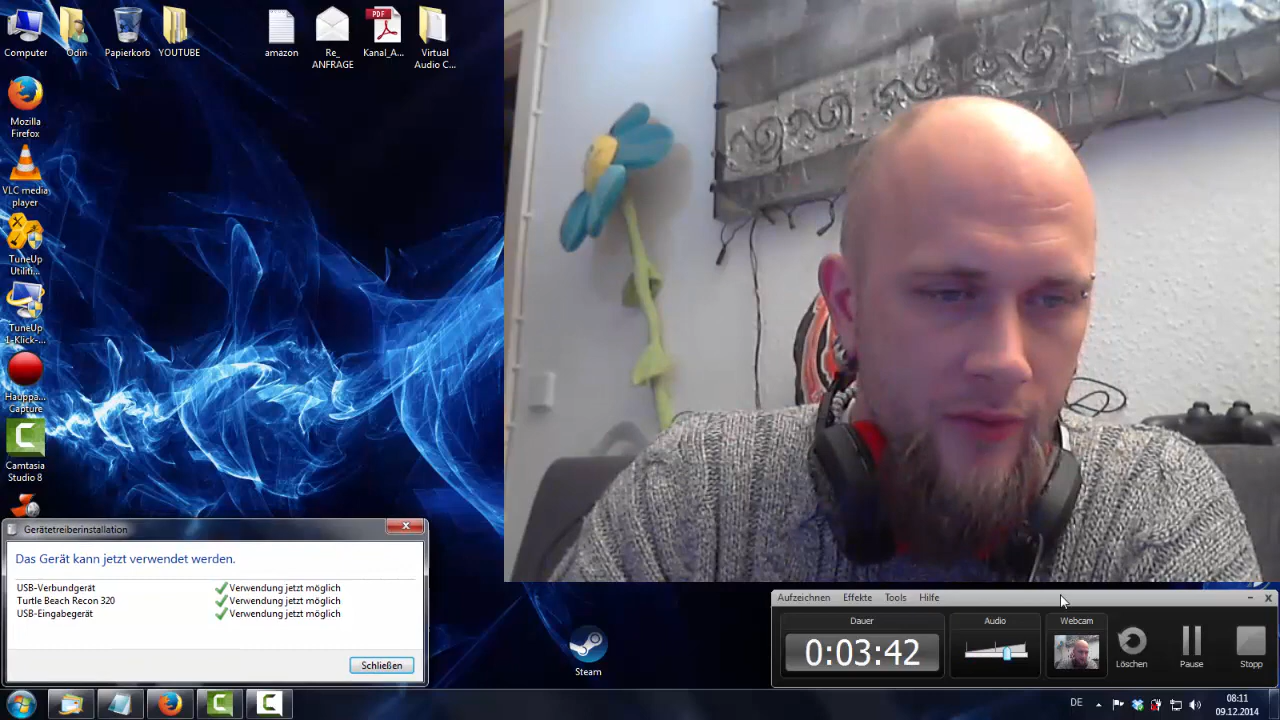 Computer
Odin
Papierkorb
YOUTUBE
amazon
Re
ANFRAGE
PDF
Kanal_A...
Virtual
Audio C...
Mozilla
Firefox
VLC media
player
TuneUp
Utiliti...
TuneUp
1-Klick-...
Hauppa...
Capture
Camtasia
Studio 8
Gerätetreiberinstallation
Das Gerät kann jetzt verwendet werden.
USB-Verbundgerät Verwendung jetzt möglich
Turtle Beach Recon 320 Verwendung jetzt möglich
USB-Eingabegerät Verwendung jetzt möglich
Schließen
Steam
Aufzeichnen Effekte Tools Hilfe
Dauer Audio Webcam
0:03:42
Löschen Pause Stopp
DE
08:11
09.12.2014